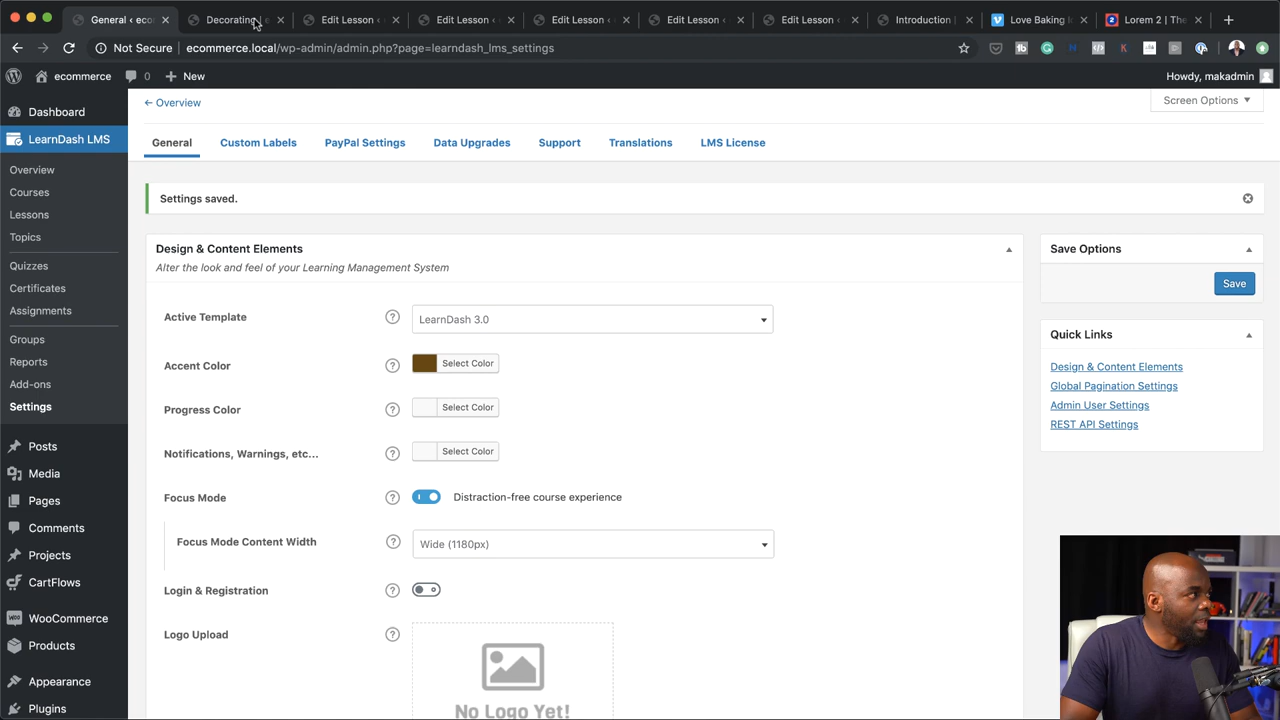 General ‹ ecc
Decorating | e
Edit Lesson ‹
Edit Lesson ‹
Edit Lesson ‹
Edit Lesson ‹
Edit Lesson ‹
Introduction |
Love Baking Io
Lorem 2 | The
Not Secure
ecommerce.local/wp-admin/admin.php?page=learndash_lms_settings
ecommerce
0
New
Howdy, makadmin
Dashboard
LearnDash LMS
Overview
Courses
Lessons
Topics
Quizzes
Certificates
Assignments
Groups
Reports
Add-ons
Settings
Posts
Media
Pages
Comments
Projects
CartFlows
WooCommerce
Products
Appearance
Plugins
← Overview
Screen Options
General
Custom Labels
PayPal Settings
Data Upgrades
Support
Translations
LMS License
Settings saved.
Design & Content Elements
Alter the look and feel of your Learning Management System
Active Template
LearnDash 3.0
Accent Color
Select Color
Progress Color
Select Color
Notifications, Warnings, etc...
Select Color
Focus Mode
Distraction-free course experience
Focus Mode Content Width
Wide (1180px)
Login & Registration
Logo Upload
No Logo Yet!
Save Options
Save
Quick Links
Design & Content Elements
Global Pagination Settings
Admin User Settings
REST API Settings